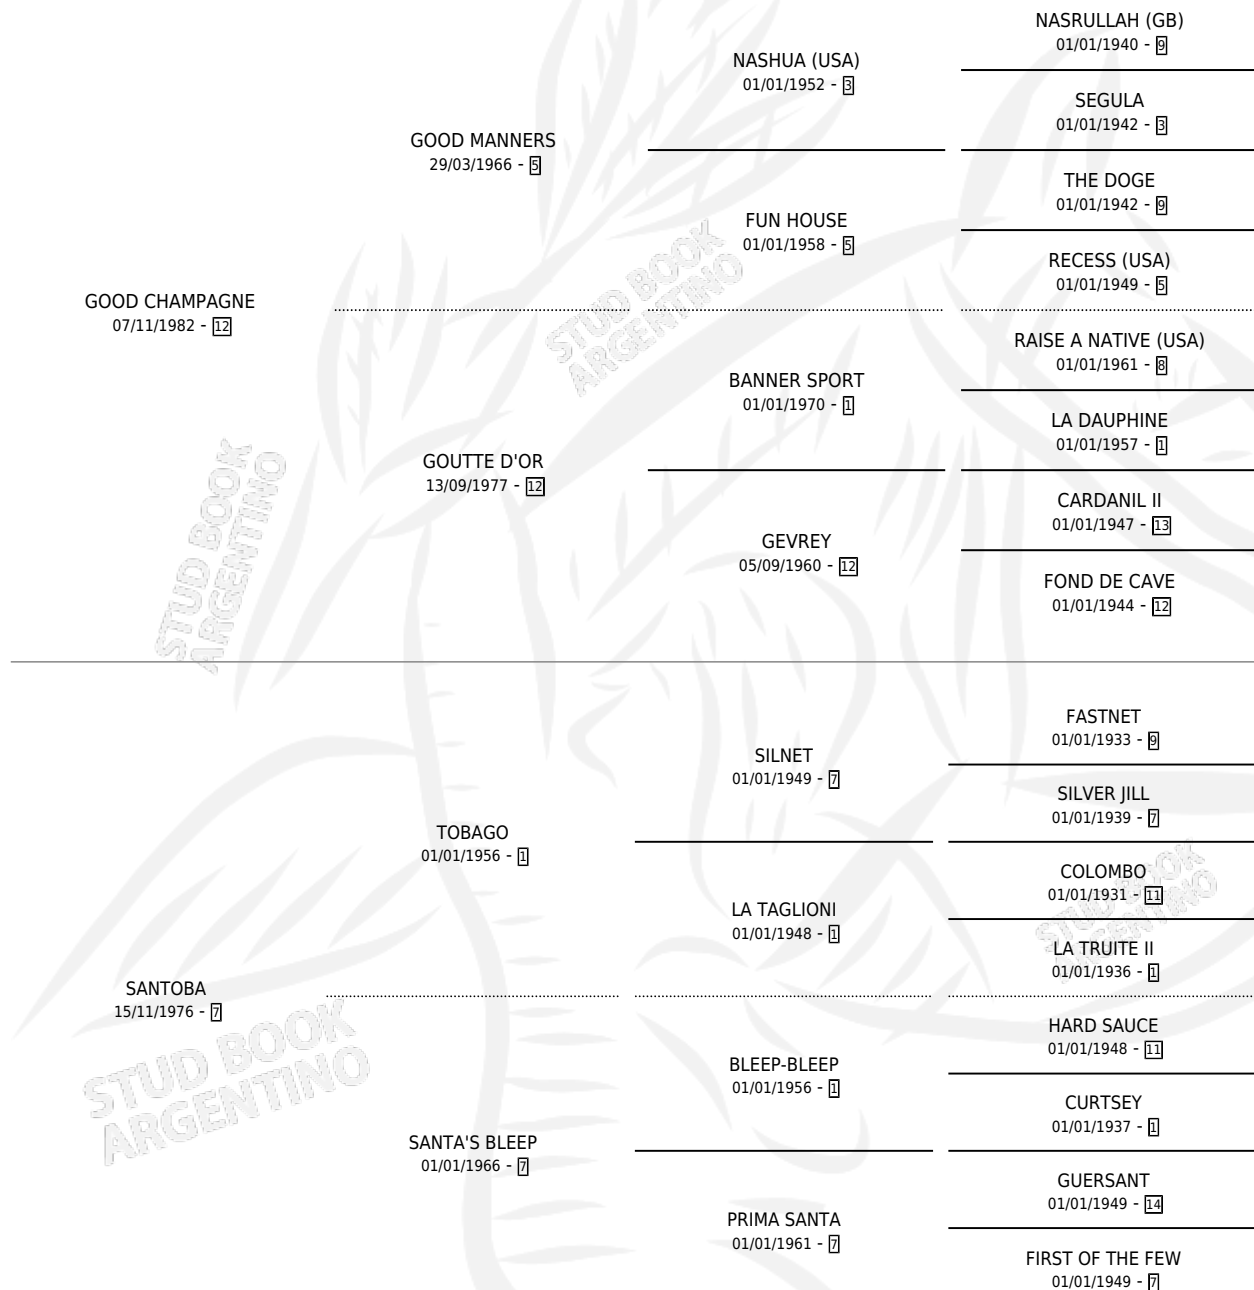 NASRULLAH (GB)
01/01/1940 - 9
NASHUA (USA)
01/01/1952 - 3
SEGULA
01/01/1942 - 3
GOOD MANNERS
29/03/1966 - 5
THE DOGE
01/01/1942 - 9
FUN HOUSE
01/01/1958 - 5
RECESS (USA)
01/01/1949 - 5
GOOD CHAMPAGNE
07/11/1982 - 12
RAISE A NATIVE (USA)
01/01/1961 - 8
BANNER SPORT
01/01/1970 - 1
LA DAUPHINE
01/01/1957 - 1
GOUTTE D'OR
13/09/1977 - 12
CARDANIL II
01/01/1947 - 13
GEVREY
05/09/1960 - 12
FOND DE CAVE
01/01/1944 - 12
FASTNET
01/01/1933 - 9
SILNET
01/01/1949 - 7
SILVER JILL
01/01/1939 - 7
TOBAGO
01/01/1956 - 1
COLOMBO
01/01/1931 - 11
LA TAGLIONI
01/01/1948 - 1
LA TRUITE II
01/01/1936 - 1
SANTOBA
15/11/1976 - 7
HARD SAUCE
01/01/1948 - 11
BLEEP-BLEEP
01/01/1956 - 1
CURTSEY
01/01/1937 - 1
SANTA'S BLEEP
01/01/1966 - 7
GUERSANT
01/01/1949 - 14
PRIMA SANTA
01/01/1961 - 7
FIRST OF THE FEW
01/01/1949 - 7
STUD BOOK
ARGENTINO
STUD BOOK
ARGENTINO
STUD BOOK
ARGENTINO
STUD BOOK
ARGENTINO